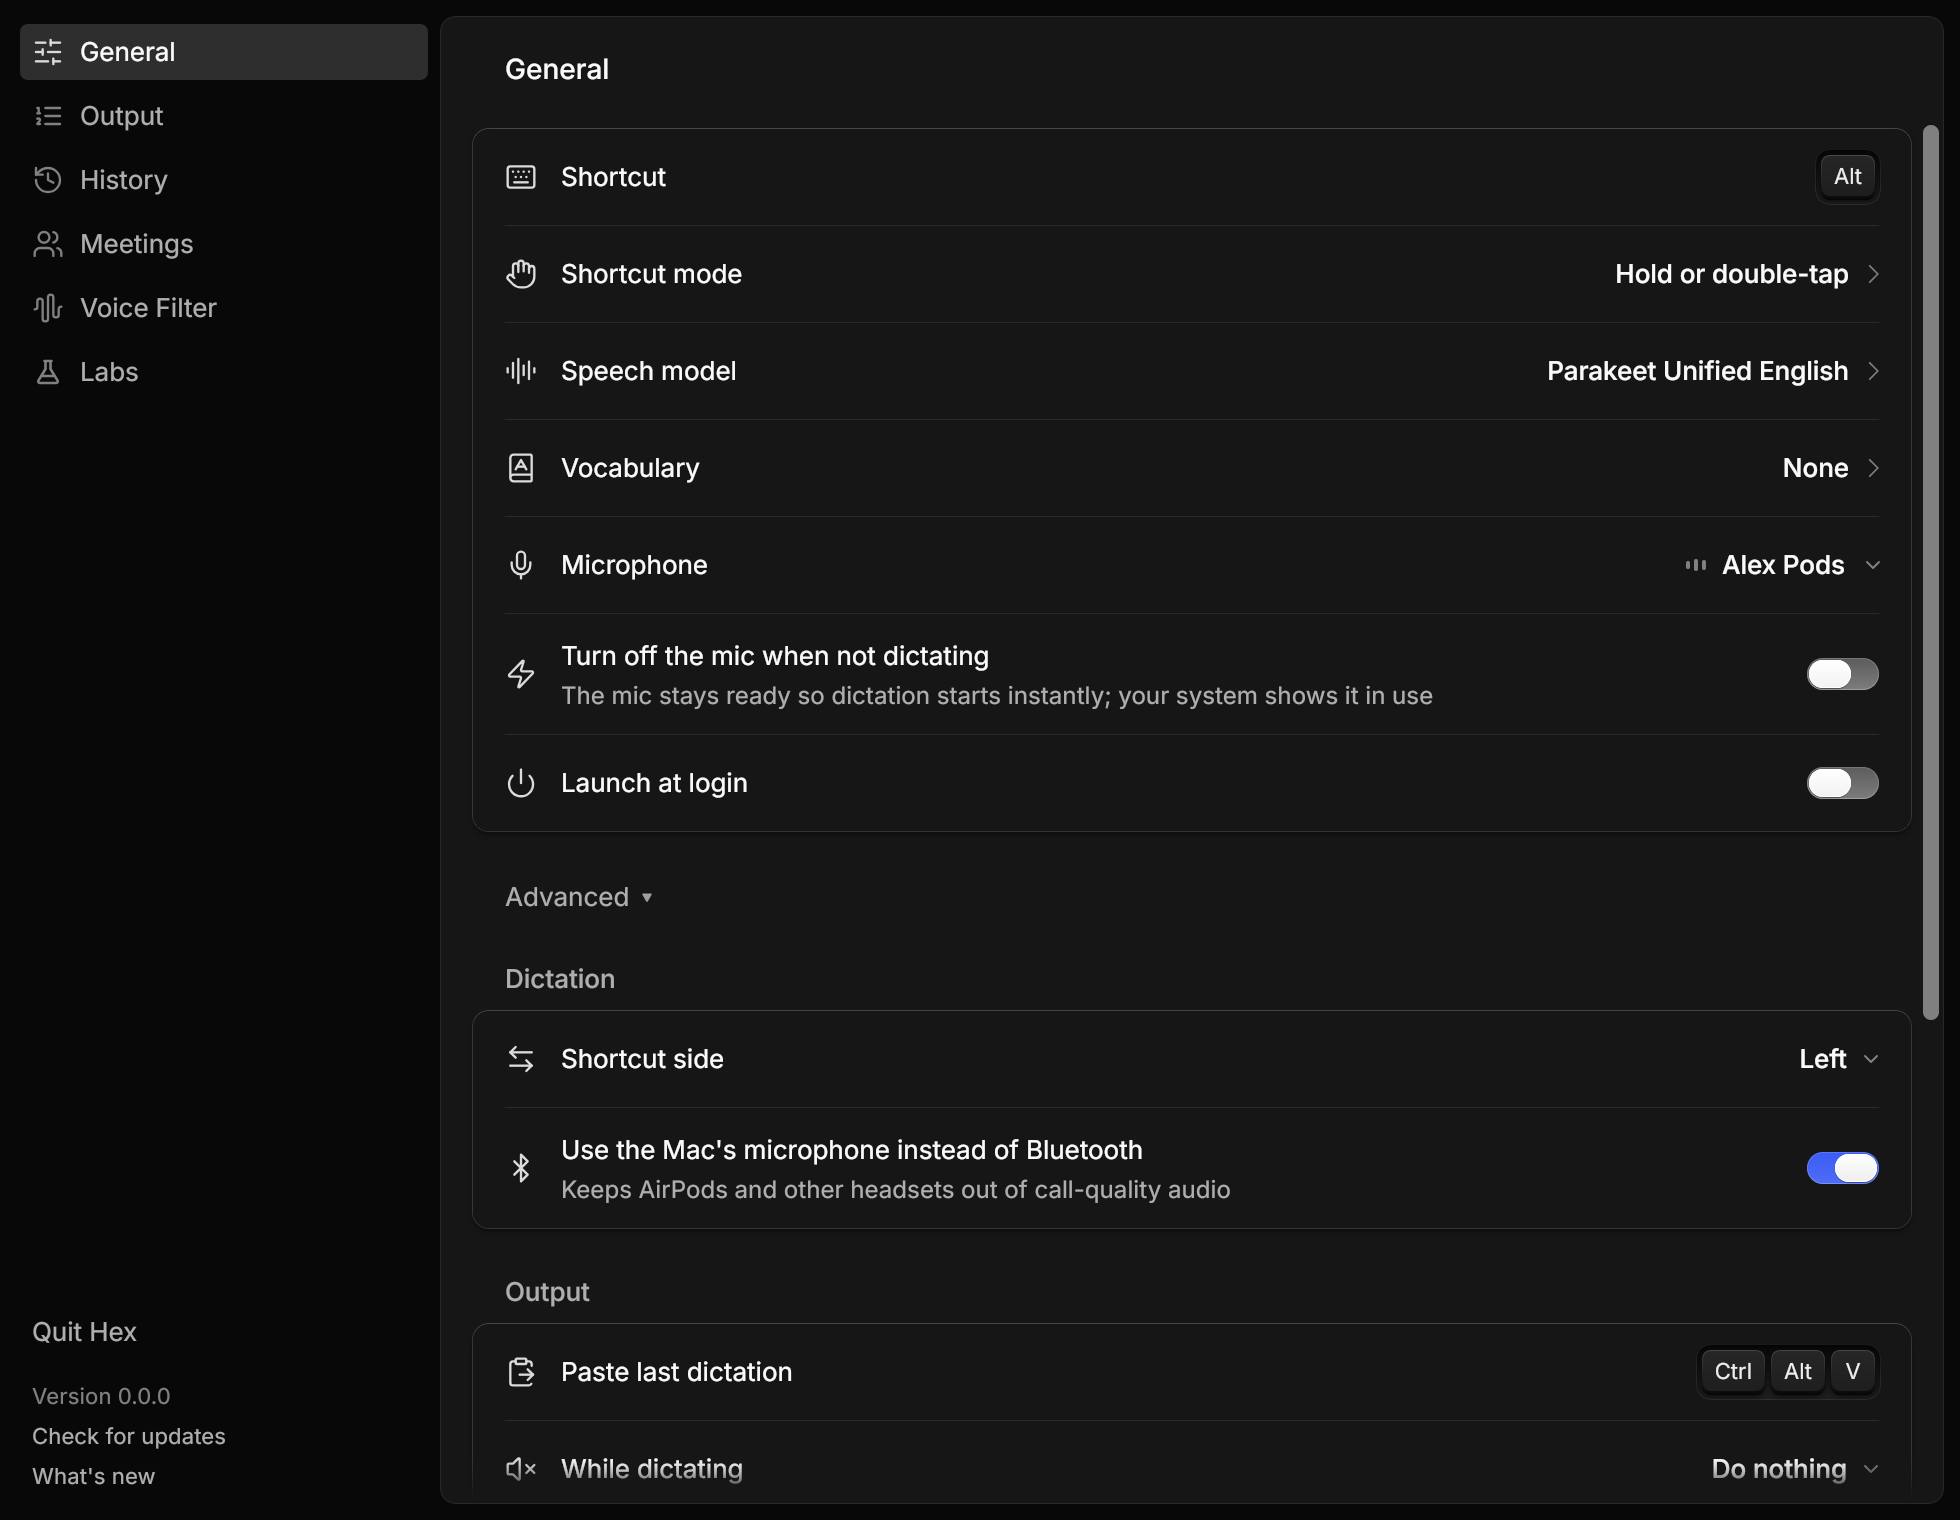 General
Output
History
Meetings
Voice Filter
Labs
Quit Hex
Version 0.0.0
Check for updates
What's new
General
Shortcut
Alt
Shortcut mode
Hold or double-tap
Speech model
Parakeet Unified English
Vocabulary
None
Microphone
Alex Pods
Turn off the mic when not dictating
The mic stays ready so dictation starts instantly; your system shows it in use
Launch at login
Advanced
Dictation
Shortcut side
Left
Use the Mac's microphone instead of Bluetooth
Keeps AirPods and other headsets out of call-quality audio
Output
Paste last dictation
Ctrl Alt V
While dictating
Do nothing